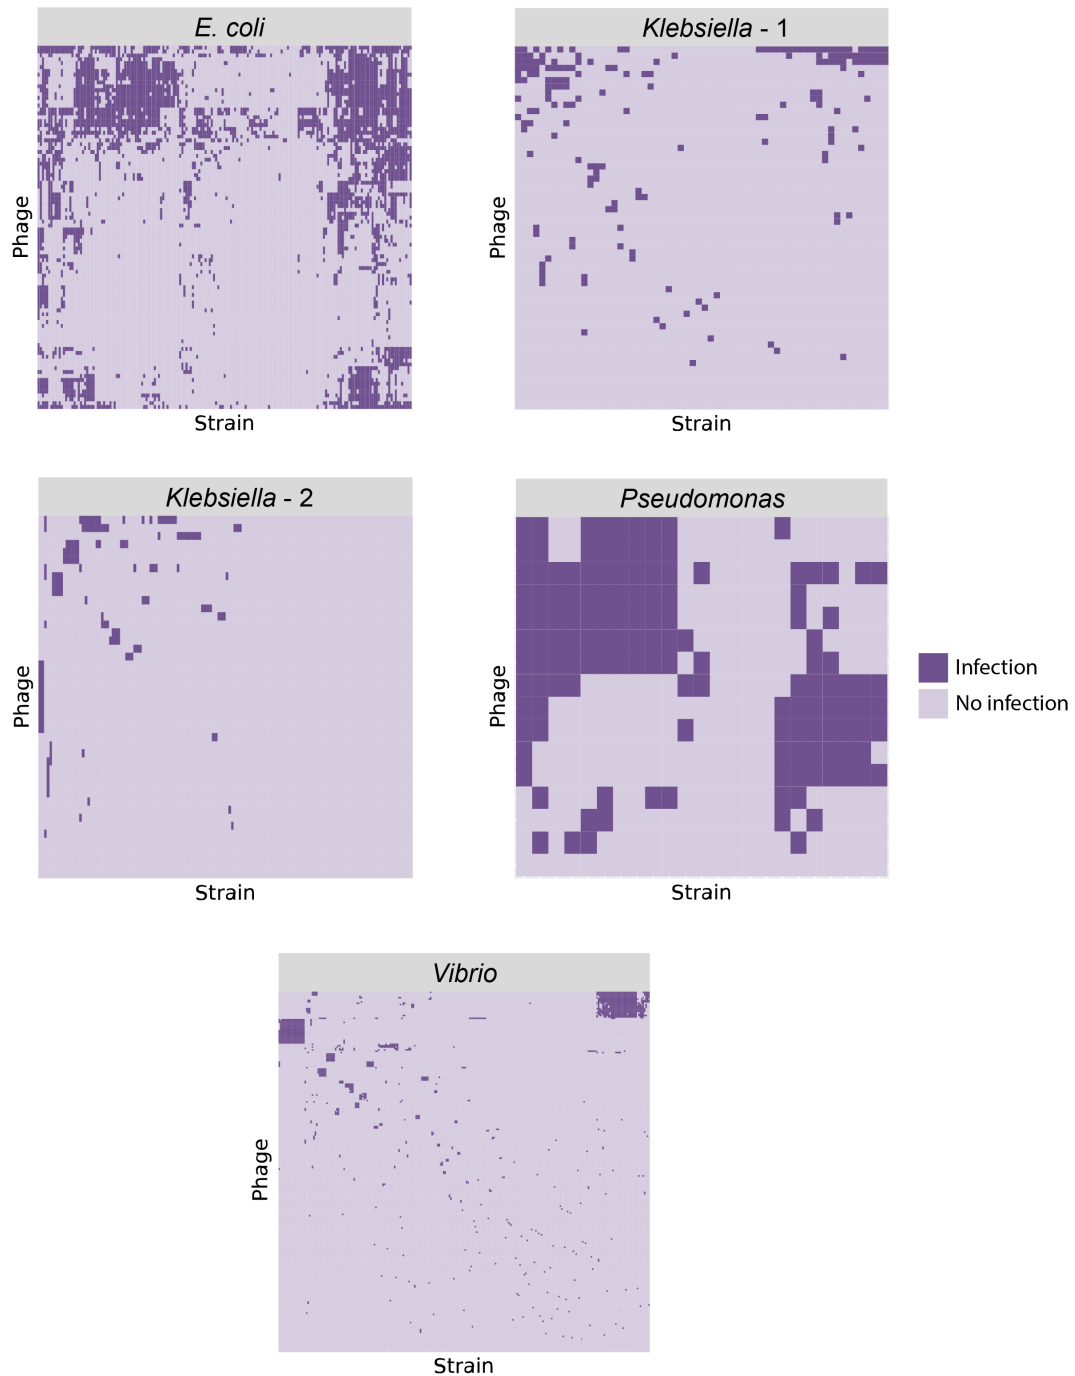 E. coli
Klebsiella - 1
Phage
Phage
Strain
Strain
Klebsiella - 2
Pseudomonas
Phage
Phage
Infection
No infection
Strain
Strain
Vibrio
Phage
Strain